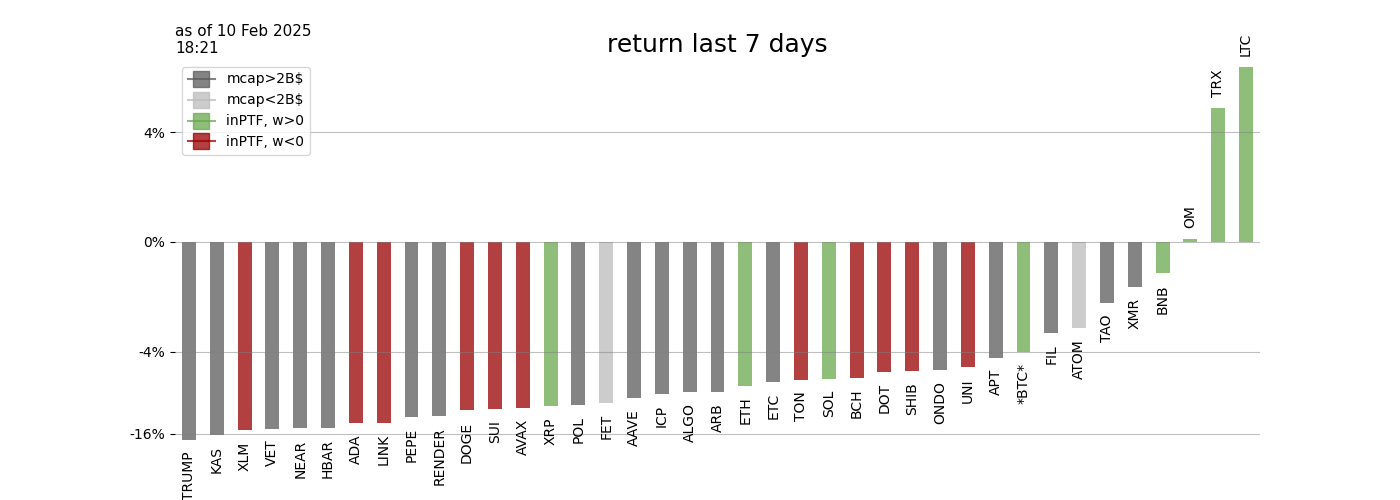 as of 10 Feb 2025
18:21
return last 7 days
mcap>2B$
mcap<2B$
inPTF, w>0
inPTF, w<0
4%
0%
-4%
-16%
TRUMP
KAS
XLM
VET
NEAR
HBAR
ADA
LINK
PEPE
RENDER
DOGE
SUI
AVAX
XRP
POL
FET
AAVE
ICP
ALGO
ARB
ETH
ETC
TON
SOL
BCH
DOT
SHIB
ONDO
UNI
APT
*BTC*
FIL
ATOM
TAO
XMR
BNB
OM
TRX
LTC